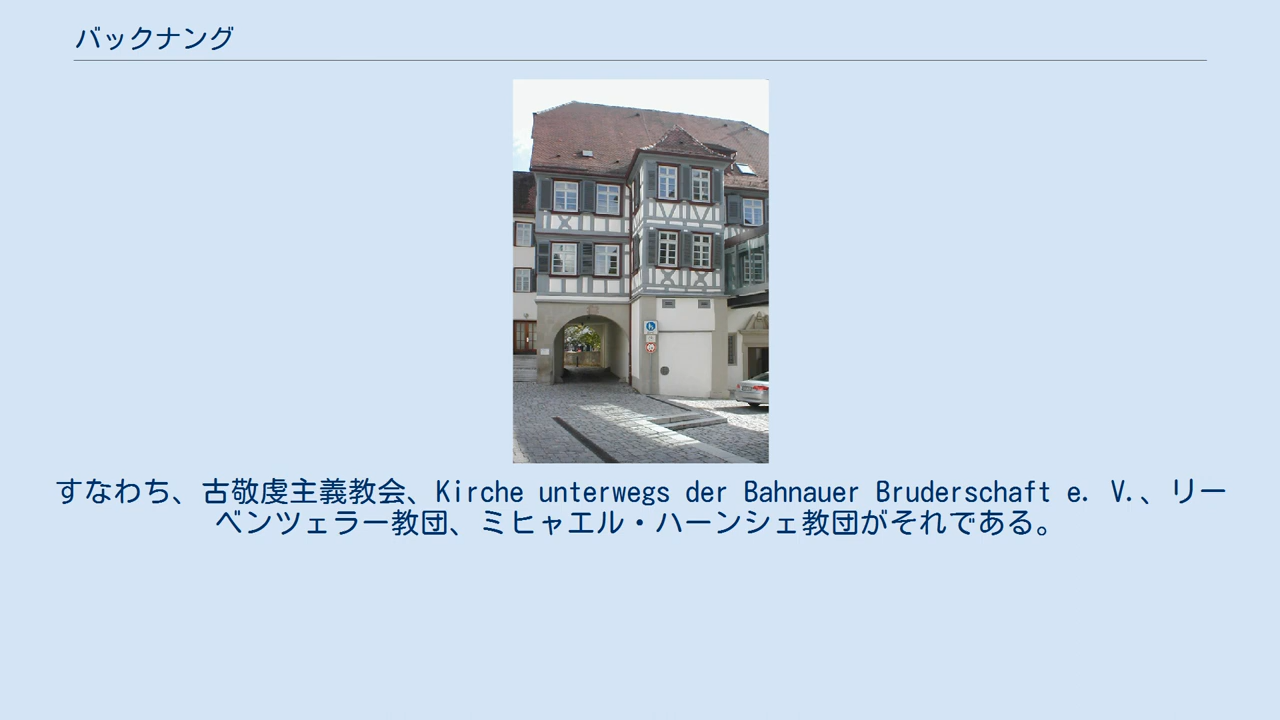 バックナング
すなわち、古敬虔主義教会、Kirche unterwegs der Bahnauer Bruderschaft e. V.、リー
ベンツェラー教団、ミヒャエル・ハーンシェ教団がそれである。